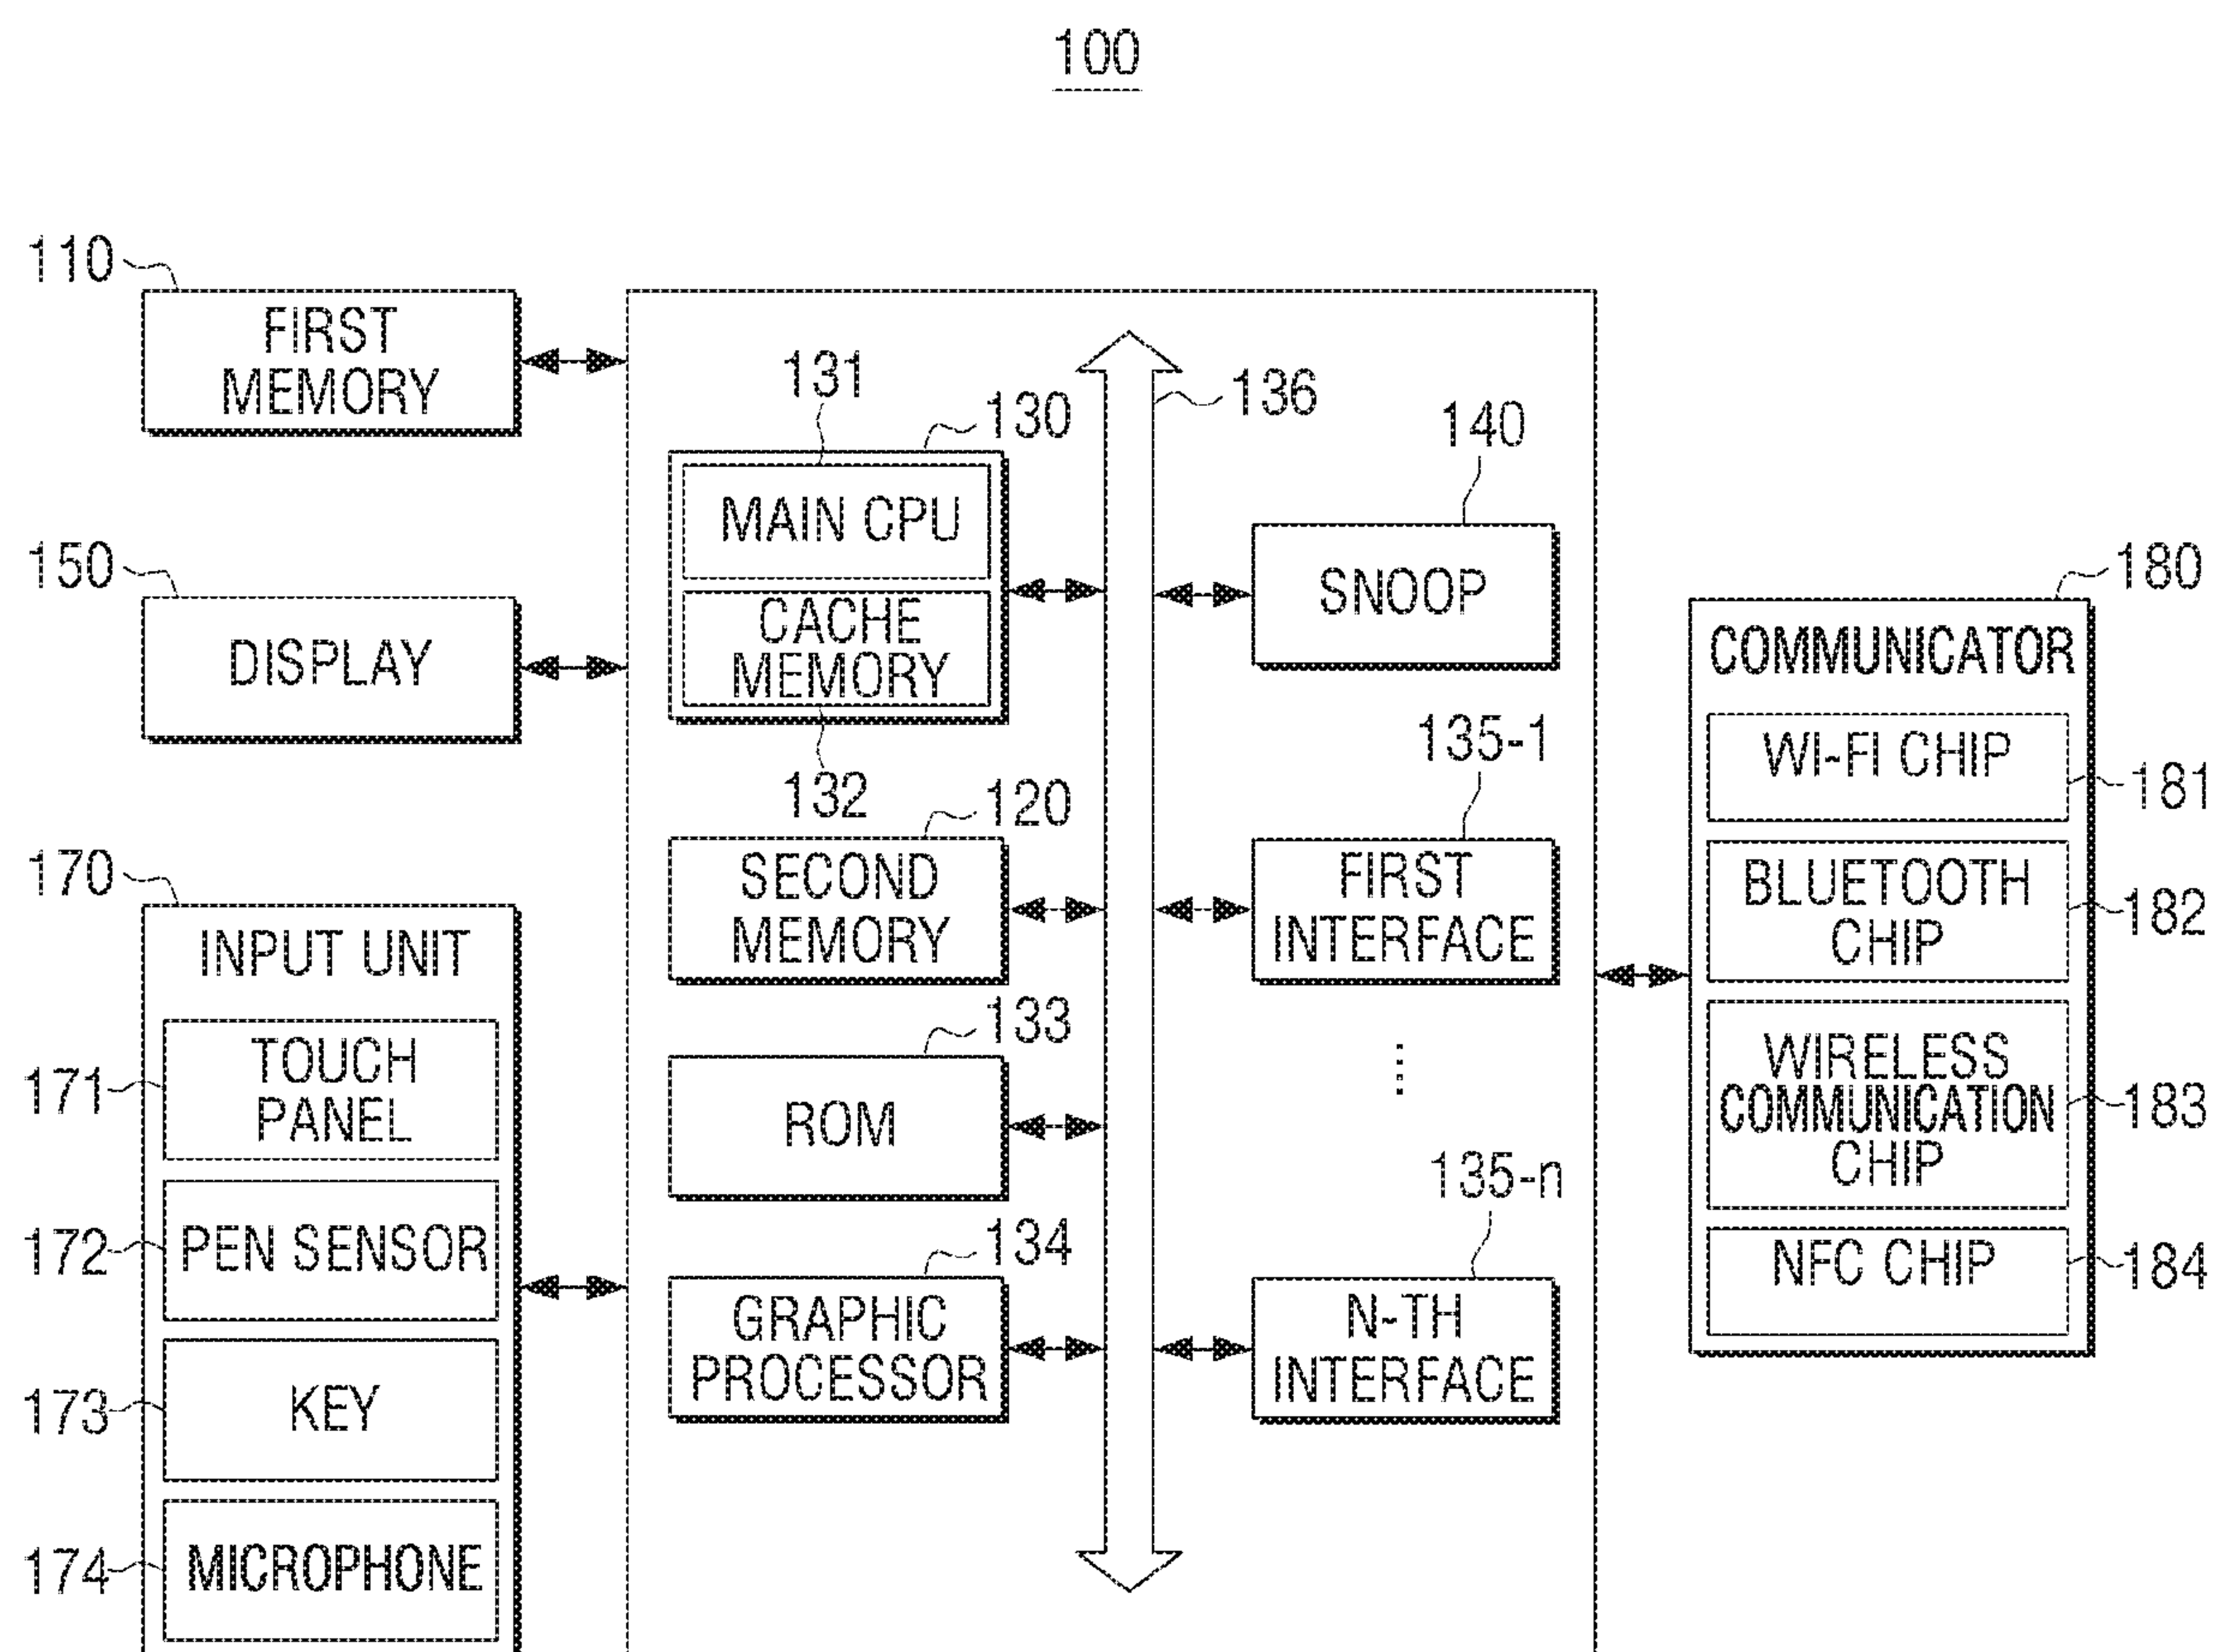 100
110
FIRST
MEMORY
150
DISPLAY
170
INPUT UNIT
171
TOUCH
PANEL
172
PEN SENSOR
173
KEY
174
MICROPHONE
131
130
MAIN CPU
CACHE
MEMORY
132
120
SECOND
MEMORY
133
ROM
134
GRAPHIC
PROCESSOR
136
140
SNOOP
135-1
FIRST
INTERFACE
135-n
N-TH
INTERFACE
180
COMMUNICATOR
WI-FI CHIP
181
BLUETOOTH
CHIP
182
WIRELESS
COMMUNICATION
CHIP
183
NFC CHIP
184